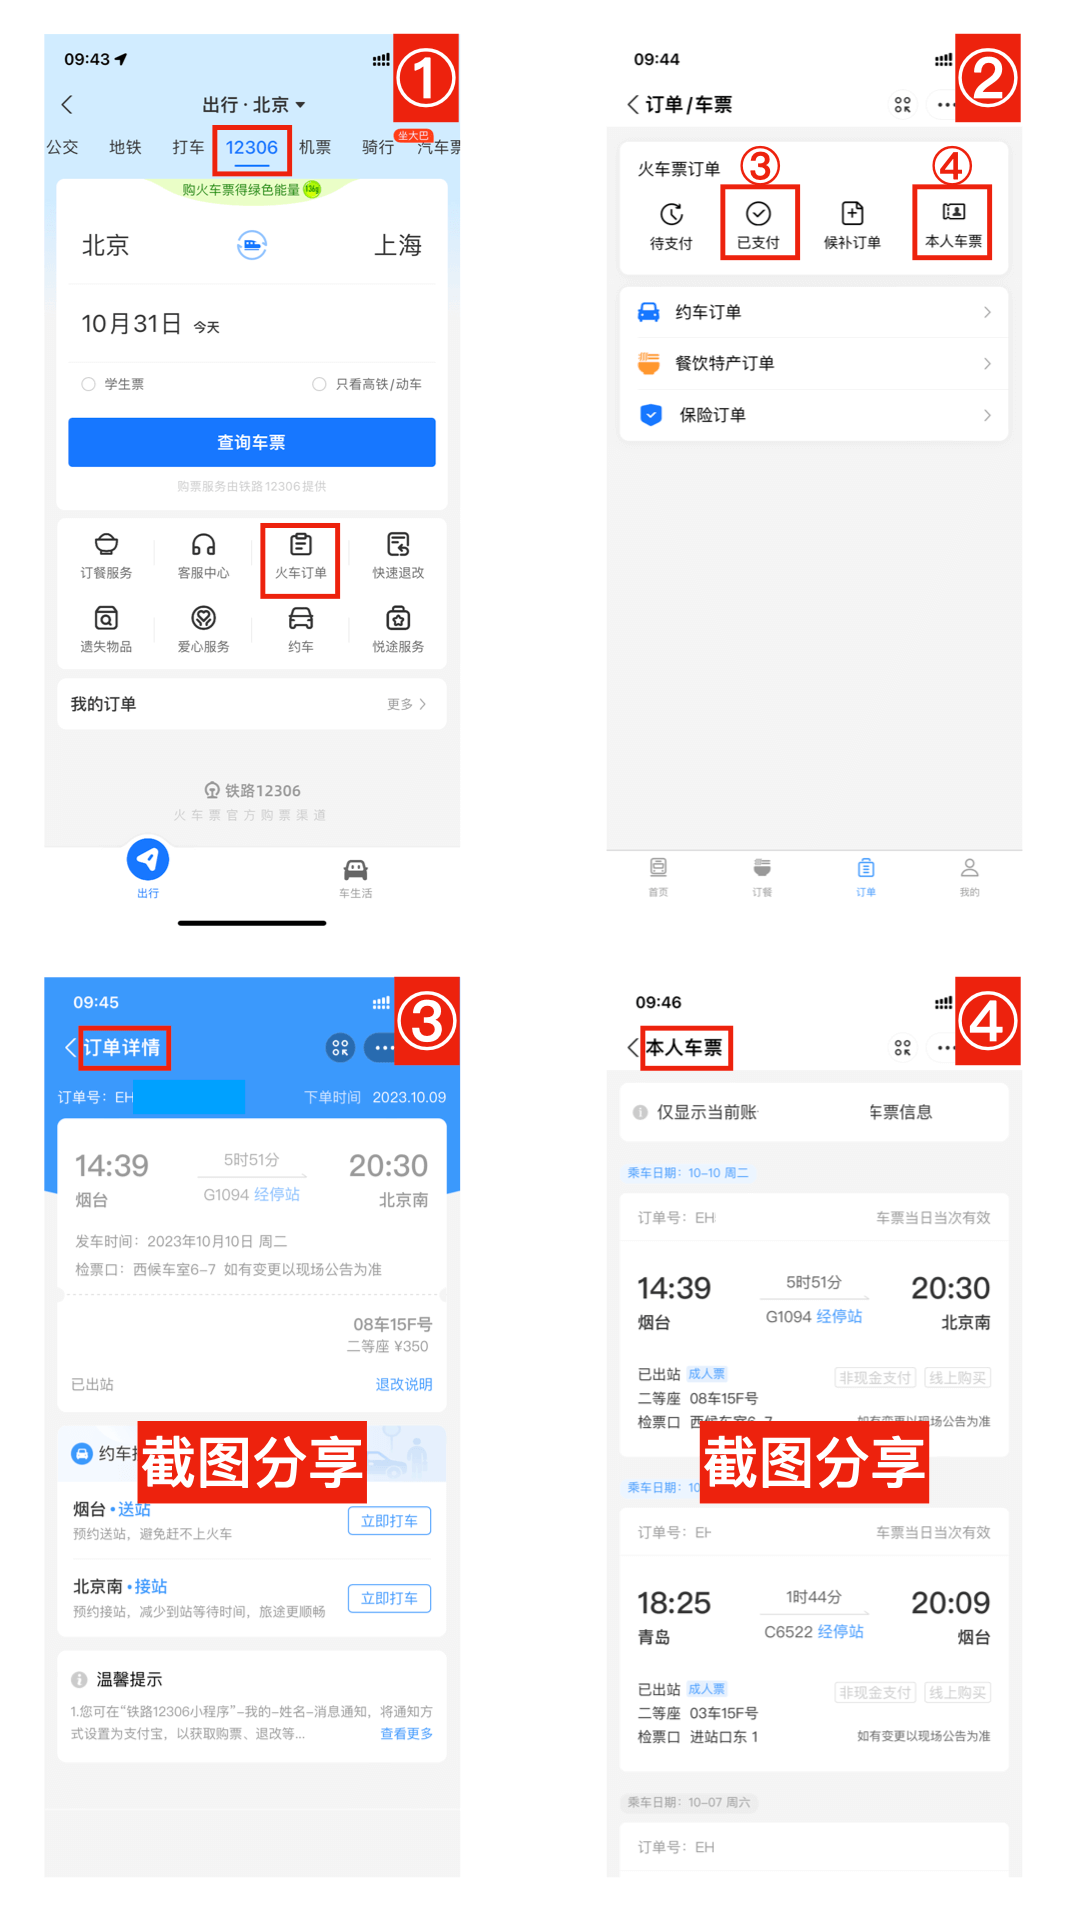 09:43
①
出行 · 北京
公交 地铁 打车 12306 机票 骑行 汽车票
坐大巴
购火车票得绿色能量 136g
北京 上海
10月31日 今天
学生票 只看高铁/动车
查询车票
购票服务由铁路12306提供
订餐服务 客服中心 火车订单 快速退改
遗失物品 爱心服务 约车 悦途服务
我的订单 更多
铁路12306
火车票官方购票渠道
出行 车生活
09:44
②
订单/车票
火车票订单 ③ ④
待支付 已支付 候补订单 本人车票
约车订单
餐饮特产订单
保险订单
首页 订餐 订单 我的
09:45
③
订单详情
订单号：EH 下单时间 2023.10.09
14:39 5时51分 20:30
烟台 G1094 经停站 北京南
发车时间：2023年10月10日 周二
检票口：西候车室6-7 如有变更以现场公告为准
08车15F号
二等座 ¥350
已出站 退改说明
约车
截图分享
烟台·送站
预约送站，避免赶不上火车 立即打车
北京南·接站
预约接站，减少到站等待时间，旅途更顺畅 立即打车
温馨提示
1.您可在“铁路12306小程序”-我的-姓名-消息通知，将通知方
式设置为支付宝，以获取购票、退改等... 查看更多
09:46
④
本人车票
仅显示当前账 车票信息
乘车日期：10-10 周二
订单号：EH 车票当日当次有效
14:39 5时51分 20:30
烟台 G1094 经停站 北京南
已出站 成人票 非现金支付 线上购买
二等座 08车15F号
检票口 西候车室6-7 如有变更以现场公告为准
截图分享
乘车日期：10
订单号：EH 车票当日当次有效
18:25 1时44分 20:09
青岛 C6522 经停站 烟台
已出站 成人票 非现金支付 线上购买
二等座 03车15F号
检票口 进站口东1 如有变更以现场公告为准
乘车日期：10-07 周六
订单号：EH